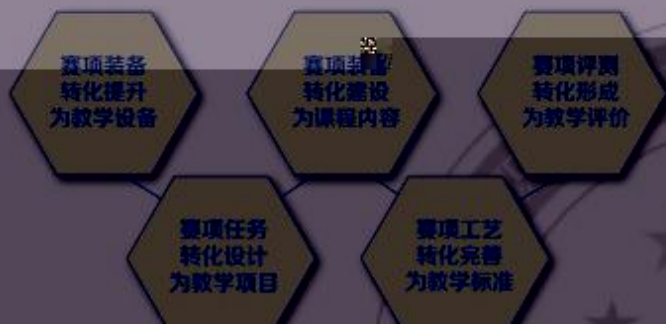 赛项装备
转化提升
为教学设备
赛项装备
转化建设
为课程内容
赛项评测
转化形成
为教学评价
赛项任务
转化设计
为教学项目
赛项工艺
转化完善
为教学标准